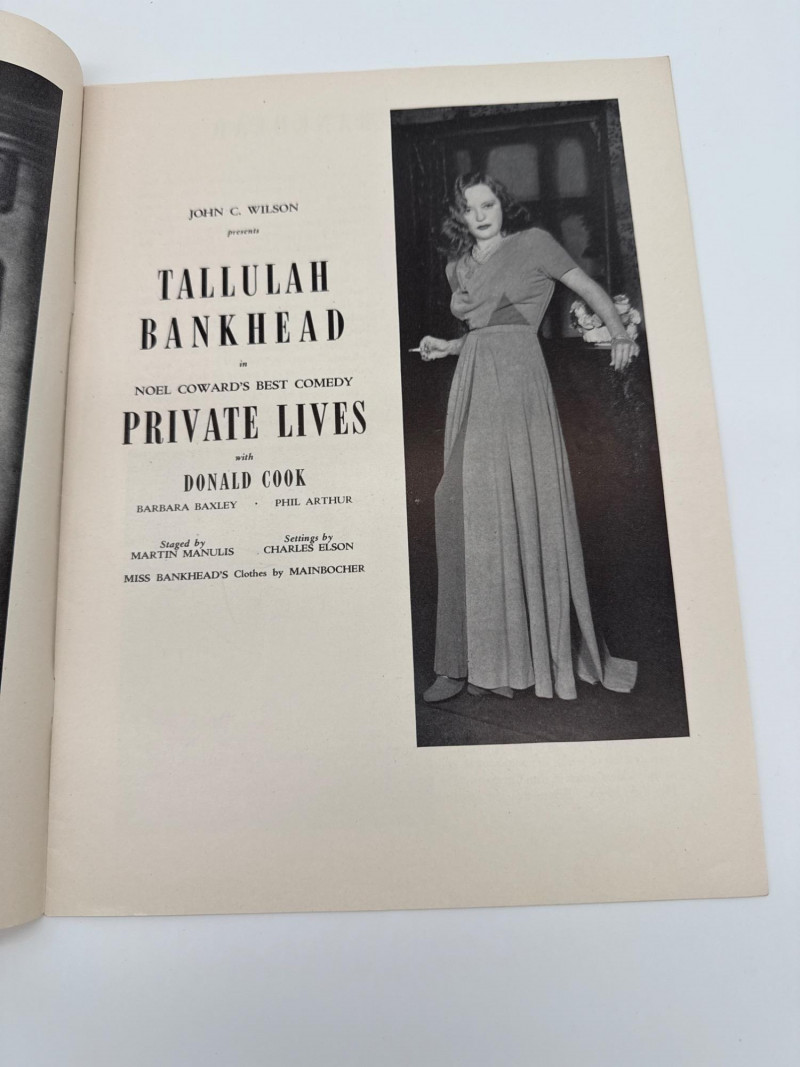 JOHN C. WILSON
presents
TALLULAH
BANKHEAD
in
NOEL COWARD'S BEST COMEDY
PRIVATE LIVES
with
DONALD COOK
BARBARA BAXLEY · PHIL ARTHUR
Staged by Settings by
MARTIN MANULIS CHARLES ELSON
MISS BANKHEAD'S Clothes by MAINBOCHER